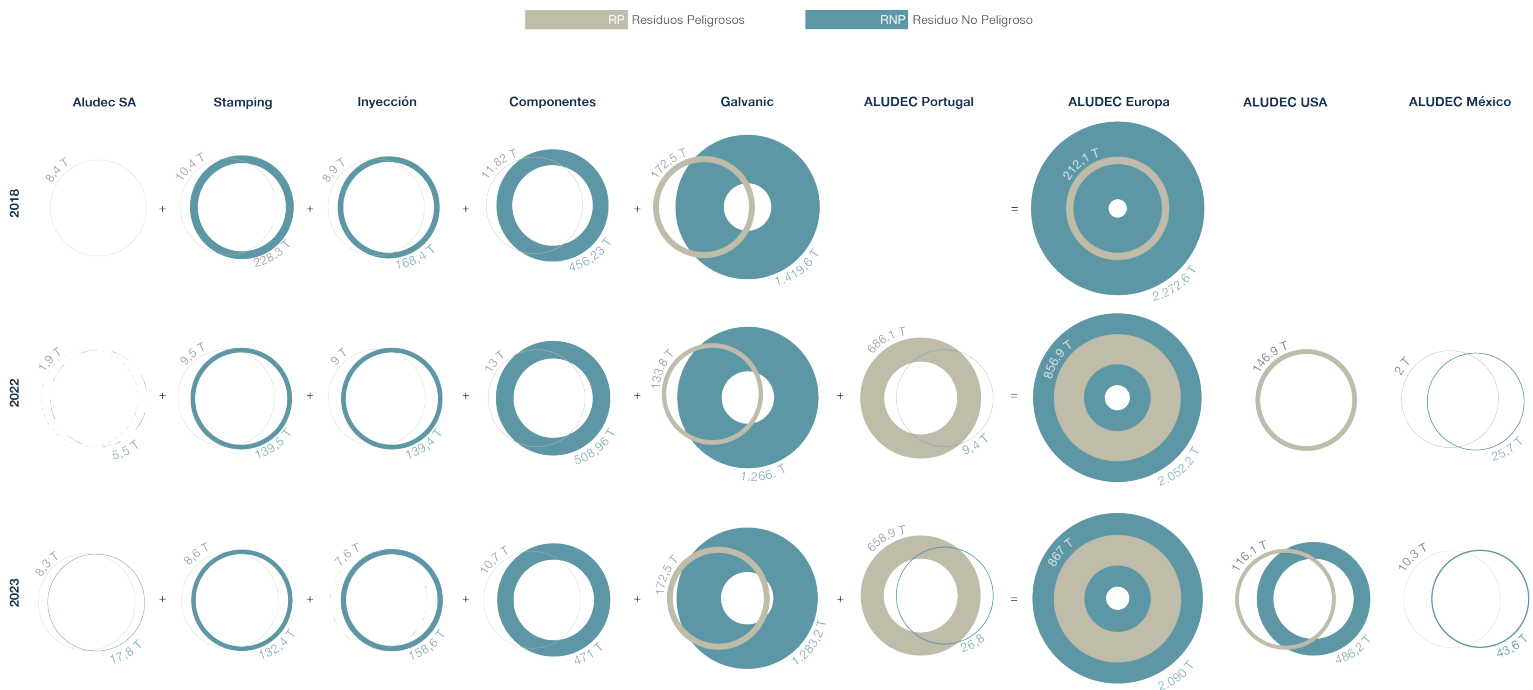 RP Residuos Peligrosos RNP Residuo No Peligroso
Aludec SA Stamping Inyección Componentes Galvanic ALUDEC Portugal ALUDEC Europa ALUDEC USA ALUDEC México
2018
8,4 T
+
10,4 T
228,3 T
+
8,9 T
168,4 T
+
11,82 T
456,23 T
+
172,5 T
1.419,6 T
=
212,1 T
2.272,6 T
2022
1,9 T
5,5 T
+
9,5 T
139,5 T
+
9 T
139,4 T
+
13 T
508,96 T
+
133,8 T
1.266. T
+
686,1 T
9,4 T
=
856,9 T
2.052,2 T
146,9 T
2 T
25,7 T
2023
8,3 T
17,8 T
+
8,6 T
132,4 T
+
7,6 T
158,6 T
+
10,7 T
471 T
+
172,5 T
1.283,2 T
+
658,9 T
26,8
=
867 T
2.090 T
116,1 T
486,2 T
10,3 T
43,6 T